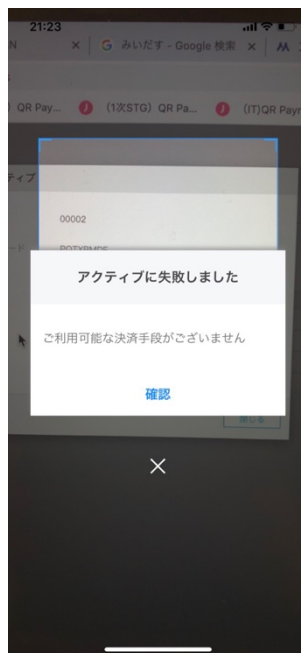 21:23
AN × G みいだす - Google 検索 ×
QR Pay... J (1次STG) QR Pa... J (IT)QR Payn
ティブ
00002
アクティブに失敗しました
ご利用可能な決済手段がございません
確認
閉じる